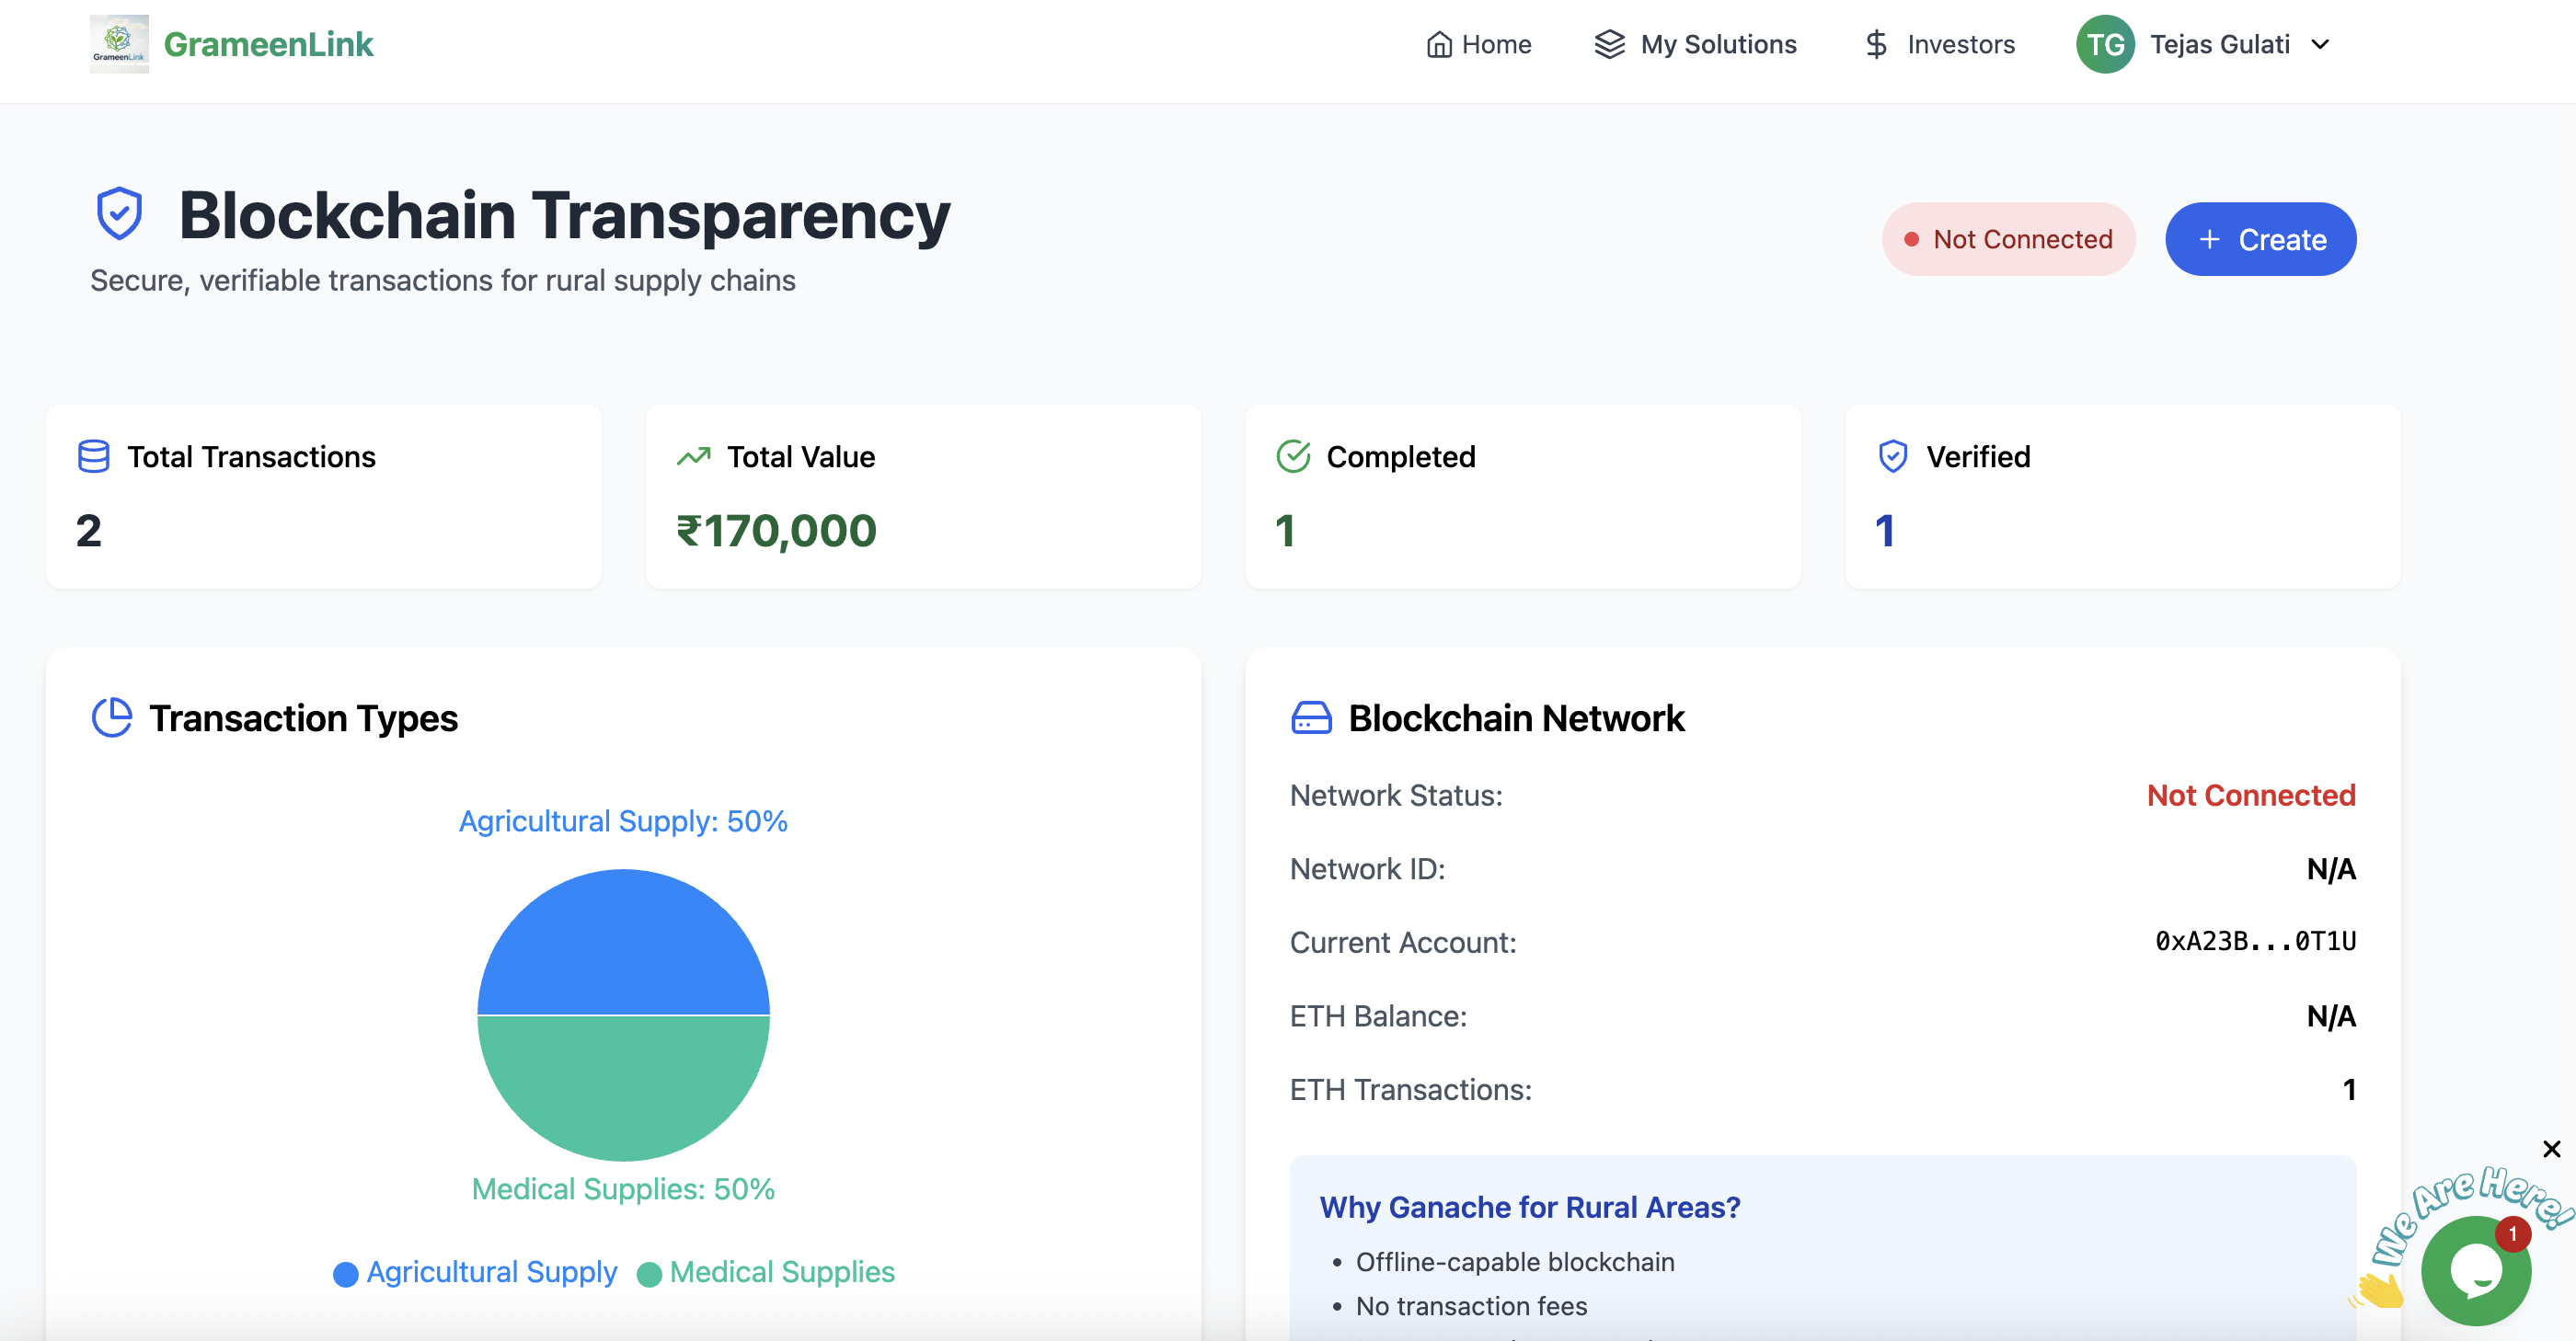 GrameenLink
GrameenLink
Home
My Solutions
$ Investors
TG Tejas Gulati
Blockchain Transparency
Secure, verifiable transactions for rural supply chains
Not Connected
+ Create
Total Transactions
2
Total Value
₹170,000
Completed
1
Verified
1
Transaction Types
Agricultural Supply: 50%
Medical Supplies: 50%
Agricultural Supply Medical Supplies
Blockchain Network
Network Status: Not Connected
Network ID: N/A
Current Account: 0xA23B...0T1U
ETH Balance: N/A
ETH Transactions: 1
Why Ganache for Rural Areas?
• Offline-capable blockchain
• No transaction fees
We Are Here!
1